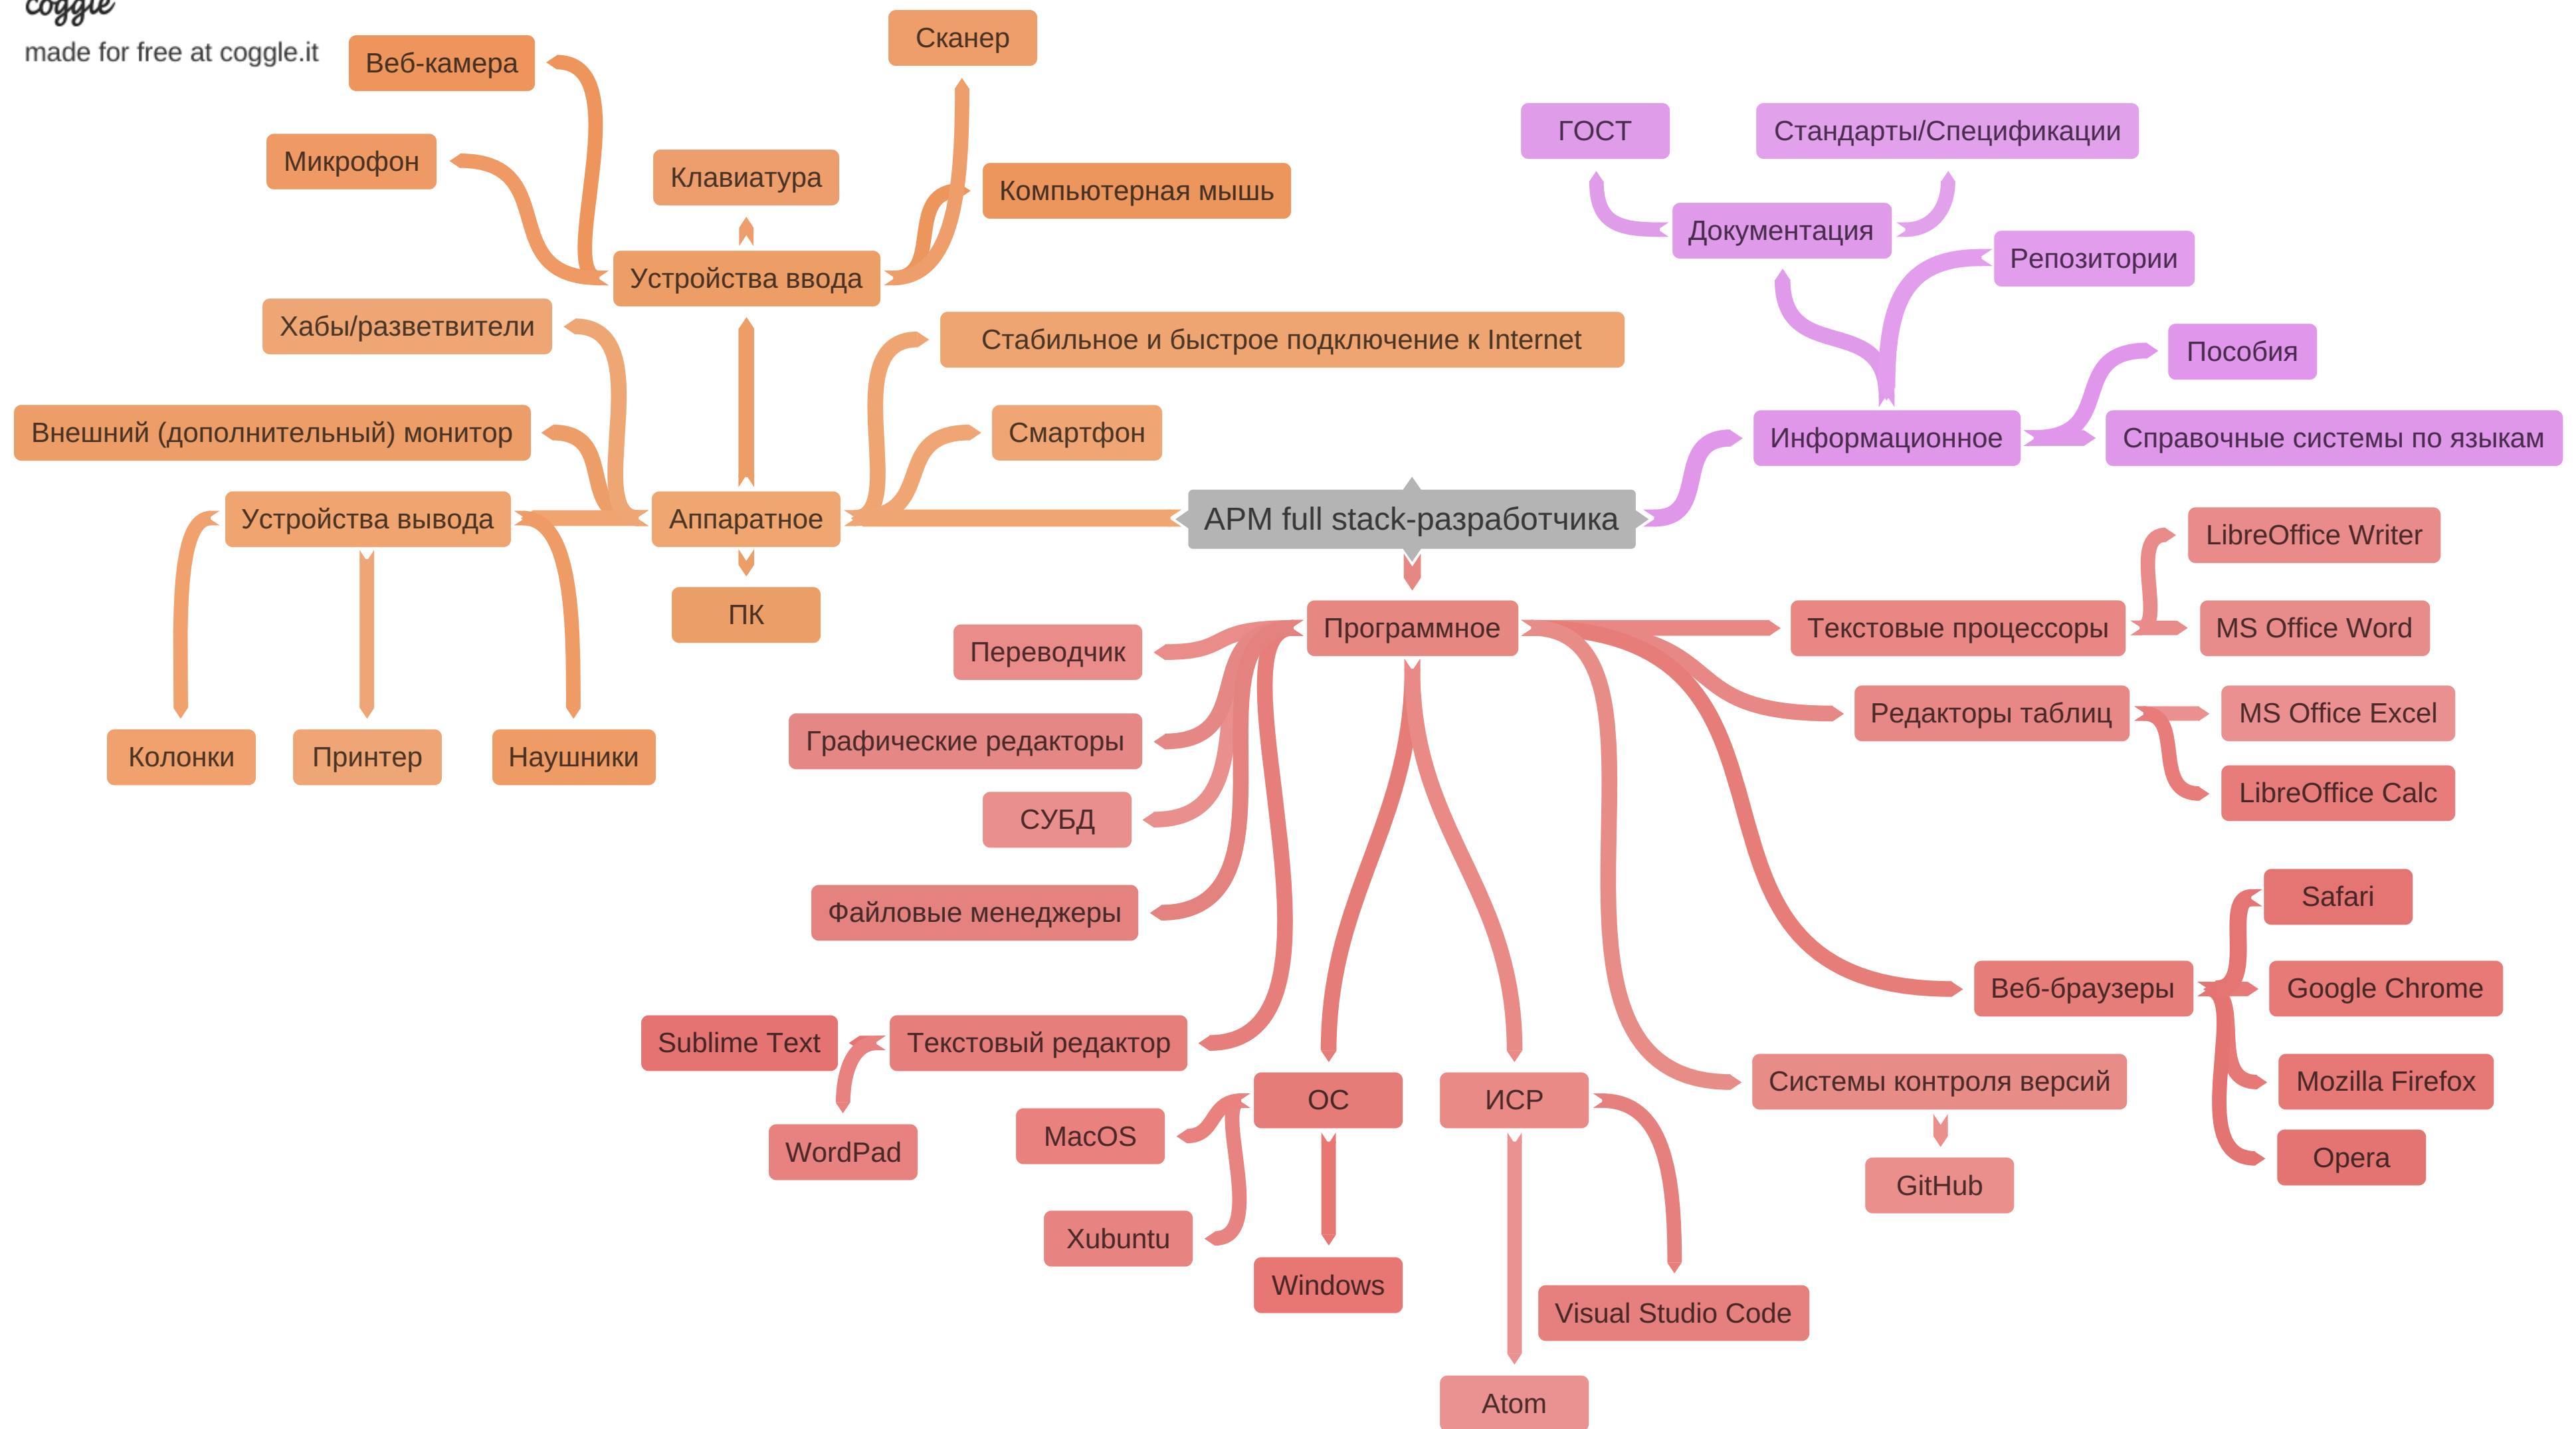 coggle
made for free at coggle.it
Веб-камера
Сканер
Микрофон
Клавиатура
Компьютерная мышь
Устройства ввода
Хабы/разветвители
Стабильное и быстрое подключение к Internet
Внешний (дополнительный) монитор
Смартфон
Устройства вывода
Аппаратное
АРМ full stack-разработчика
ПК
Колонки
Принтер
Наушники
ГОСТ
Стандарты/Спецификации
Документация
Репозитории
Пособия
Информационное
Справочные системы по языкам
Программное
Переводчик
Графические редакторы
СУБД
Файловые менеджеры
Текстовый редактор
Sublime Text
WordPad
ОС
MacOS
Xubuntu
Windows
ИСР
Visual Studio Code
Atom
Текстовые процессоры
LibreOffice Writer
MS Office Word
Редакторы таблиц
MS Office Excel
LibreOffice Calc
Веб-браузеры
Safari
Google Chrome
Mozilla Firefox
Opera
Системы контроля версий
GitHub